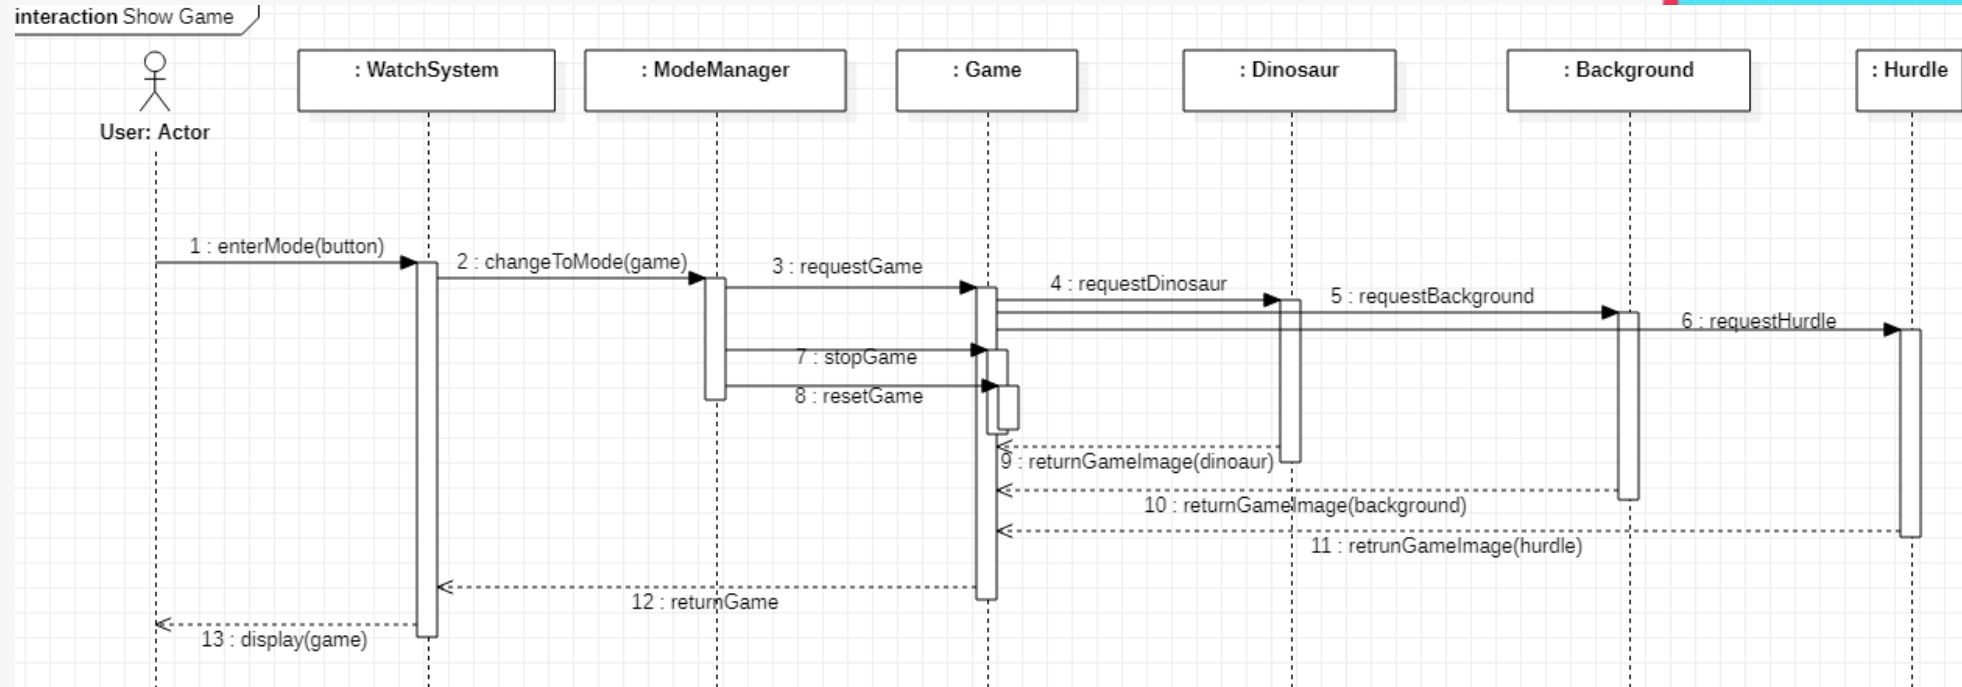 interaction Show Game
: WatchSystem
: ModeManager
: Game
: Dinosaur
: Background
: Hurdle
User: Actor
1 : enterMode(button)
2 : changeToMode(game)
3 : requestGame
4 : requestDinosaur
5 : requestBackground
6 : requestHurdle
7 : stopGame
8 : resetGame
9 : returnGameImage(dinoaur)
10 : returnGameImage(background)
11 : retrunGameImage(hurdle)
12 : returnGame
13 : display(game)